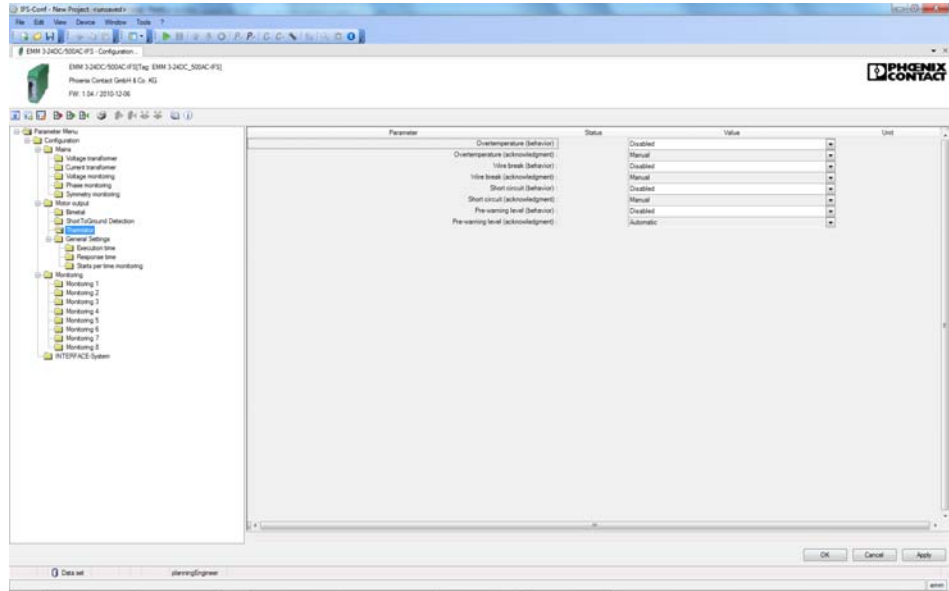 IFS-Conf - New Project <unsaved>
File Edit View Device Window Tools ?
EMM 3-24DC/500AC-IFS - Configuration...
EMM 3-24DC/500AC-IFS[Tag: EMM 3-24DC_500AC-IFS]
Phoenix Contact GmbH & Co. KG
FW: 1.04 / 2010-12-06
PHŒNIX
CONTACT
Parameter Menu
Configuration
Mains
Voltage transformer
Current transformer
Voltage monitoring
Phase monitoring
Symmetry monitoring
Motor output
Bimetal
ShortToGround Detection
Thermistor
General Settings
Execution time
Response time
Starts per time monitoring
Monitoring
Monitoring 1
Monitoring 2
Monitoring 3
Monitoring 4
Monitoring 5
Monitoring 6
Monitoring 7
Monitoring 8
INTERFACE-System
Parameter Status Value Unit
Overtemperature (behavior) : Disabled
Overtemperature (acknowledgment) : Manual
Wire break (behavior) : Disabled
Wire break (acknowledgment) : Manual
Short circuit (behavior) : Disabled
Short circuit (acknowledgment) : Manual
Pre-warning level (behavior) : Disabled
Pre-warning level (acknowledgment) : Automatic
OK Cancel Apply
Data set planningEngineer
emm